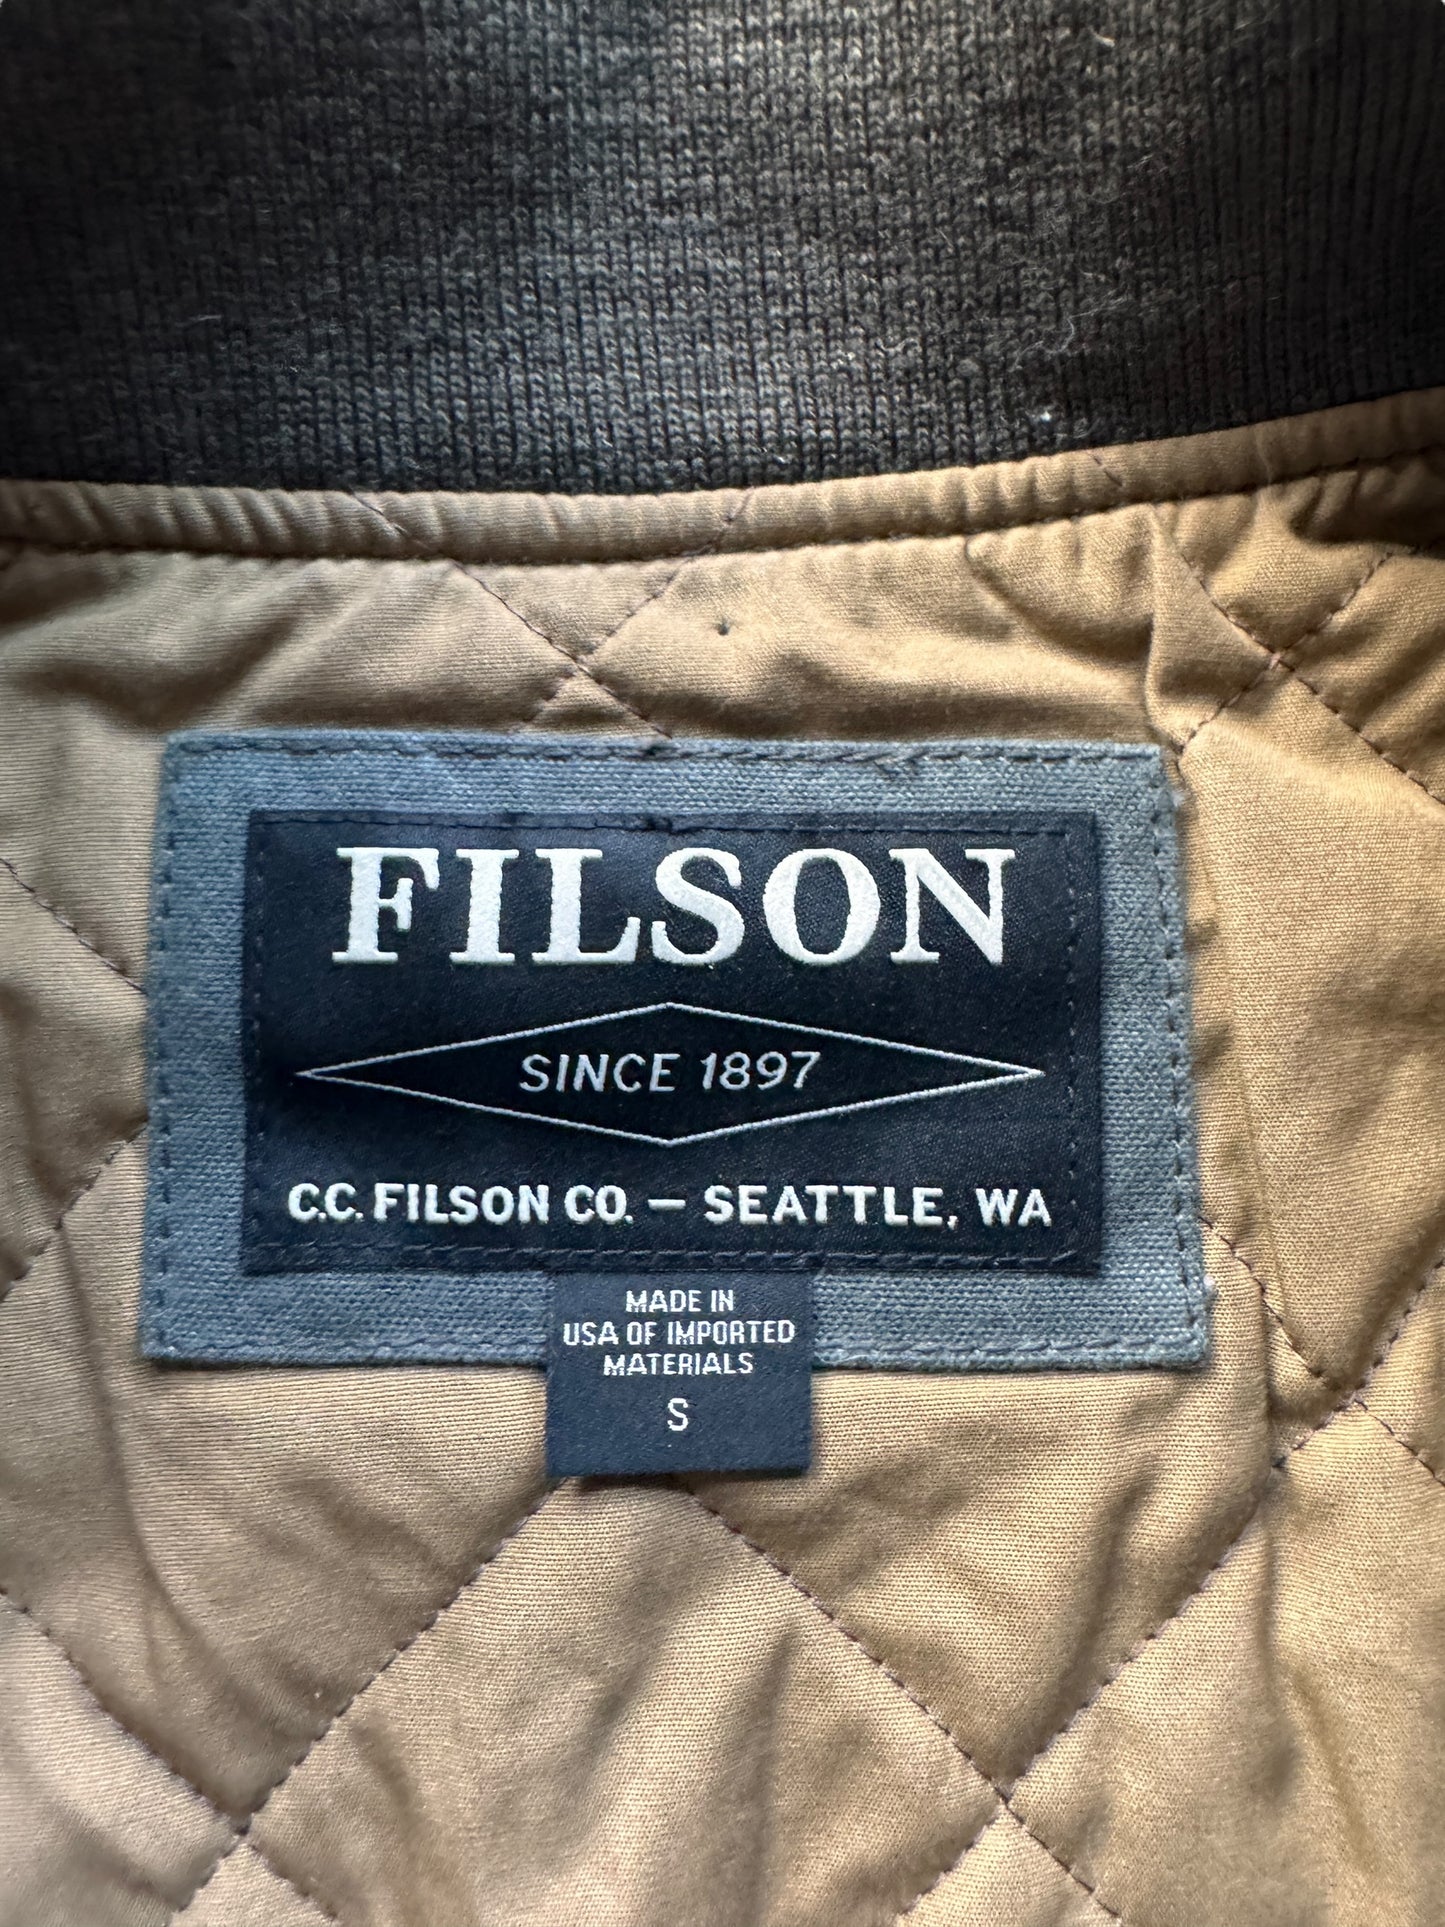 FILSON
SINCE 1897
C.C. FILSON CO. — SEATTLE, WA
MADE IN
USA OF IMPORTED
MATERIALS
S